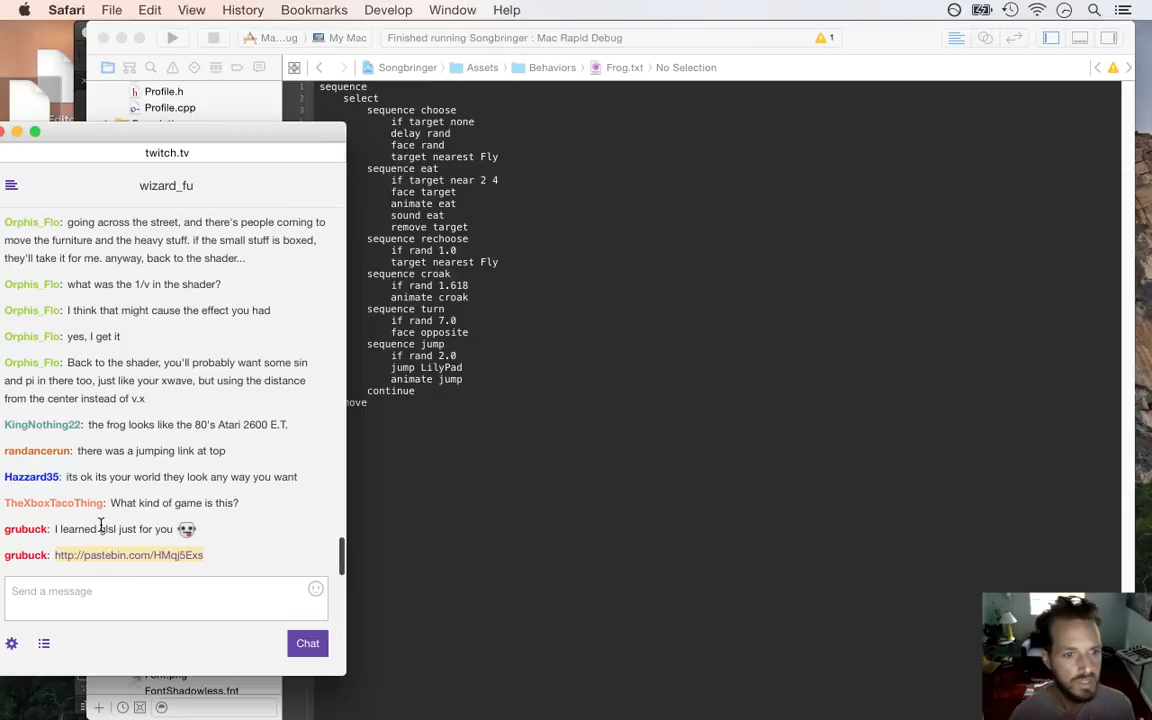 Safari File Edit View History Bookmarks Develop Window Help
Ma...ug My Mac Finished running Songbringer : Mac Rapid Debug 1
Songbringer Assets Behaviors Frog.txt No Selection
Profile.h
Profile.cpp
twitch.tv
wizard_fu
Orphis_Flo: going across the street, and there's people coming to
move the furniture and the heavy stuff. if the small stuff is boxed,
they'll take it for me. anyway, back to the shader...
Orphis_Flo: what was the 1/v in the shader?
Orphis_Flo: I think that might cause the effect you had
Orphis_Flo: yes, I get it
Orphis_Flo: Back to the shader, you'll probably want some sin
and pi in there too, just like your xwave, but using the distance
from the center instead of v.x
KingNothing22: the frog looks like the 80's Atari 2600 E.T.
randancerun: there was a jumping link at top
Hazzard35: its ok its your world they look any way you want
TheXboxTacoThing: What kind of game is this?
grubuck: I learned glsl just for you
grubuck: http://pastebin.com/HMqj5Exs
Send a message
Chat
FontShadowless.fnt
1 sequence
2 select
3 sequence choose
if target none
delay rand
face rand
target nearest Fly
sequence eat
if target near 2 4
face target
animate eat
sound eat
remove target
sequence rechoose
if rand 1.0
target nearest Fly
sequence croak
if rand 1.618
animate croak
sequence turn
if rand 7.0
face opposite
sequence jump
if rand 2.0
jump LilyPad
animate jump
continue
move